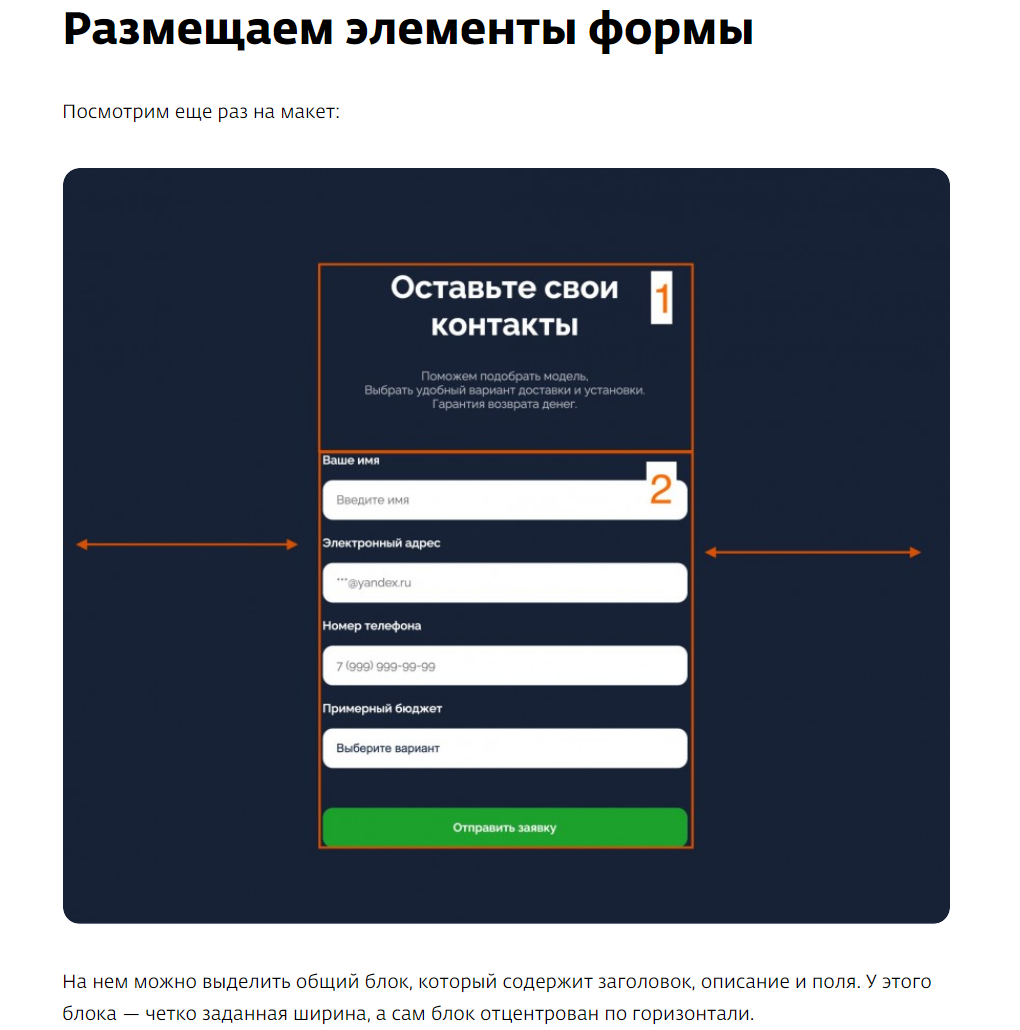 Размещаем элементы формы
Посмотрим еще раз на макет:
Оставьте свои
контакты
1
Поможем подобрать модель,
Выбрать удобный вариант доставки и установки.
Гарантия возврата денег.
Ваше имя
2
Введите имя
Электронный адрес
***@yandex.ru
Номер телефона
7 (999) 999-99-99
Примерный бюджет
Выберите вариант
Отправить заявку
На нем можно выделить общий блок, который содержит заголовок, описание и поля. У этого
блока — четко заданная ширина, а сам блок отцентрован по горизонтали.